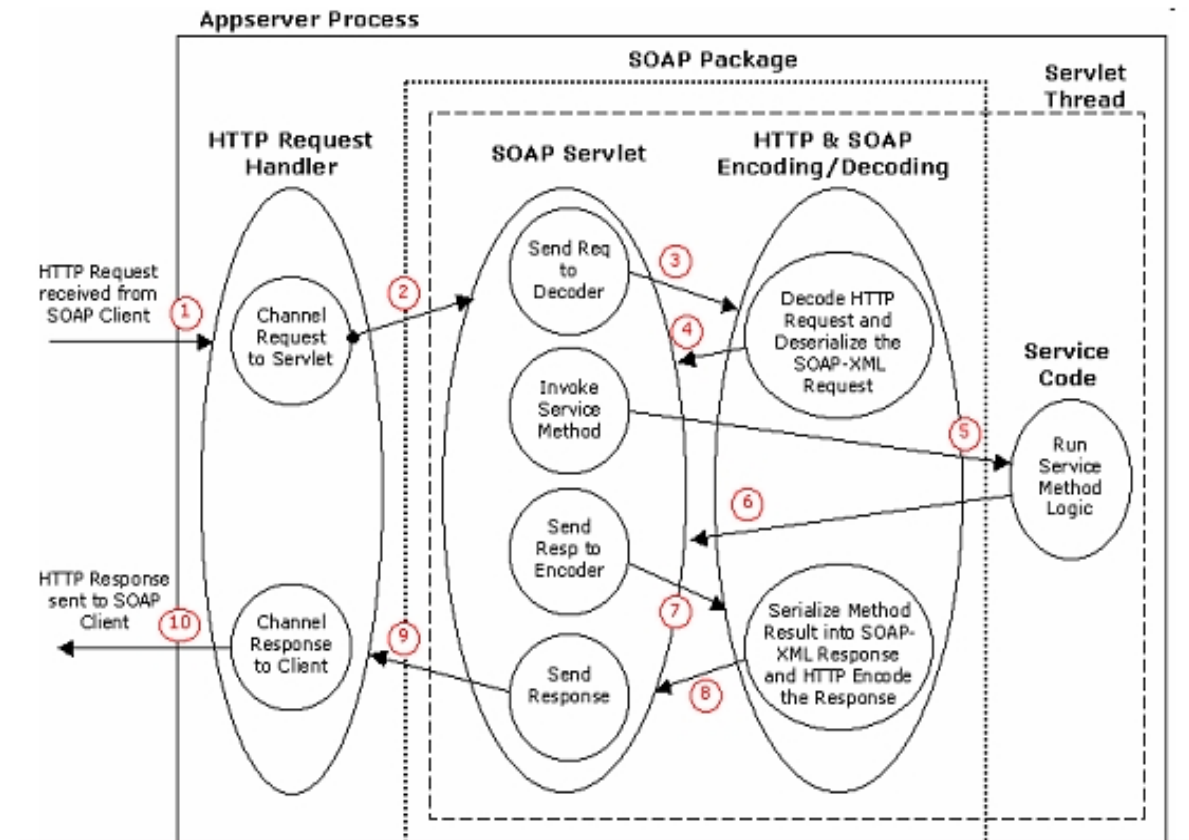 Appserver Process
SOAP Package
Servlet
Thread
HTTP Request
Handler
SOAP Servlet
HTTP & SOAP
Encoding/Decoding
HTTP Request
received from
SOAP Client
1
Channel
Request
to Servlet
2
Send Req
to
Decoder
3
Decode HTTP
Request and
Deserialize the
SOAP-XML
Request
4
Invoke
Service
Method
5
Service
Code
Run
Service
Method
Logic
6
Send
Resp to
Encoder
7
Serialize Method
Result into SOAP-
XML Response
and HTTP Encode
the Response
8
Send
Response
9
Channel
Response
to Client
HTTP Response
sent to SOAP
Client
10